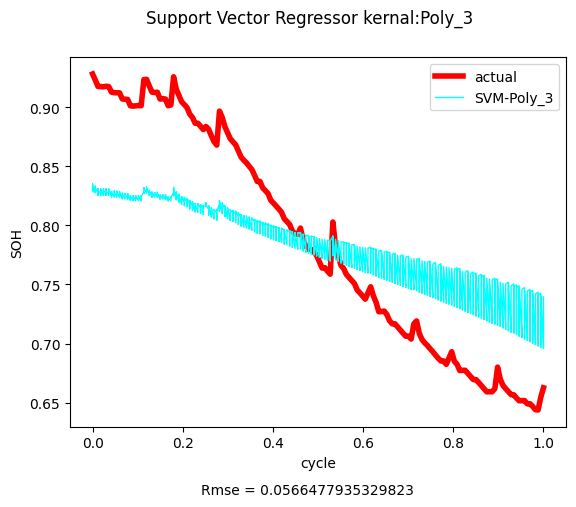 Support Vector Regressor kernal:Poly_3
actual
SVM-Poly_3
0.90
0.85
0.80
0.75
0.70
0.65
SOH
0.0 0.2 0.4 0.6 0.8 1.0
cycle
Rmse = 0.0566477935329823